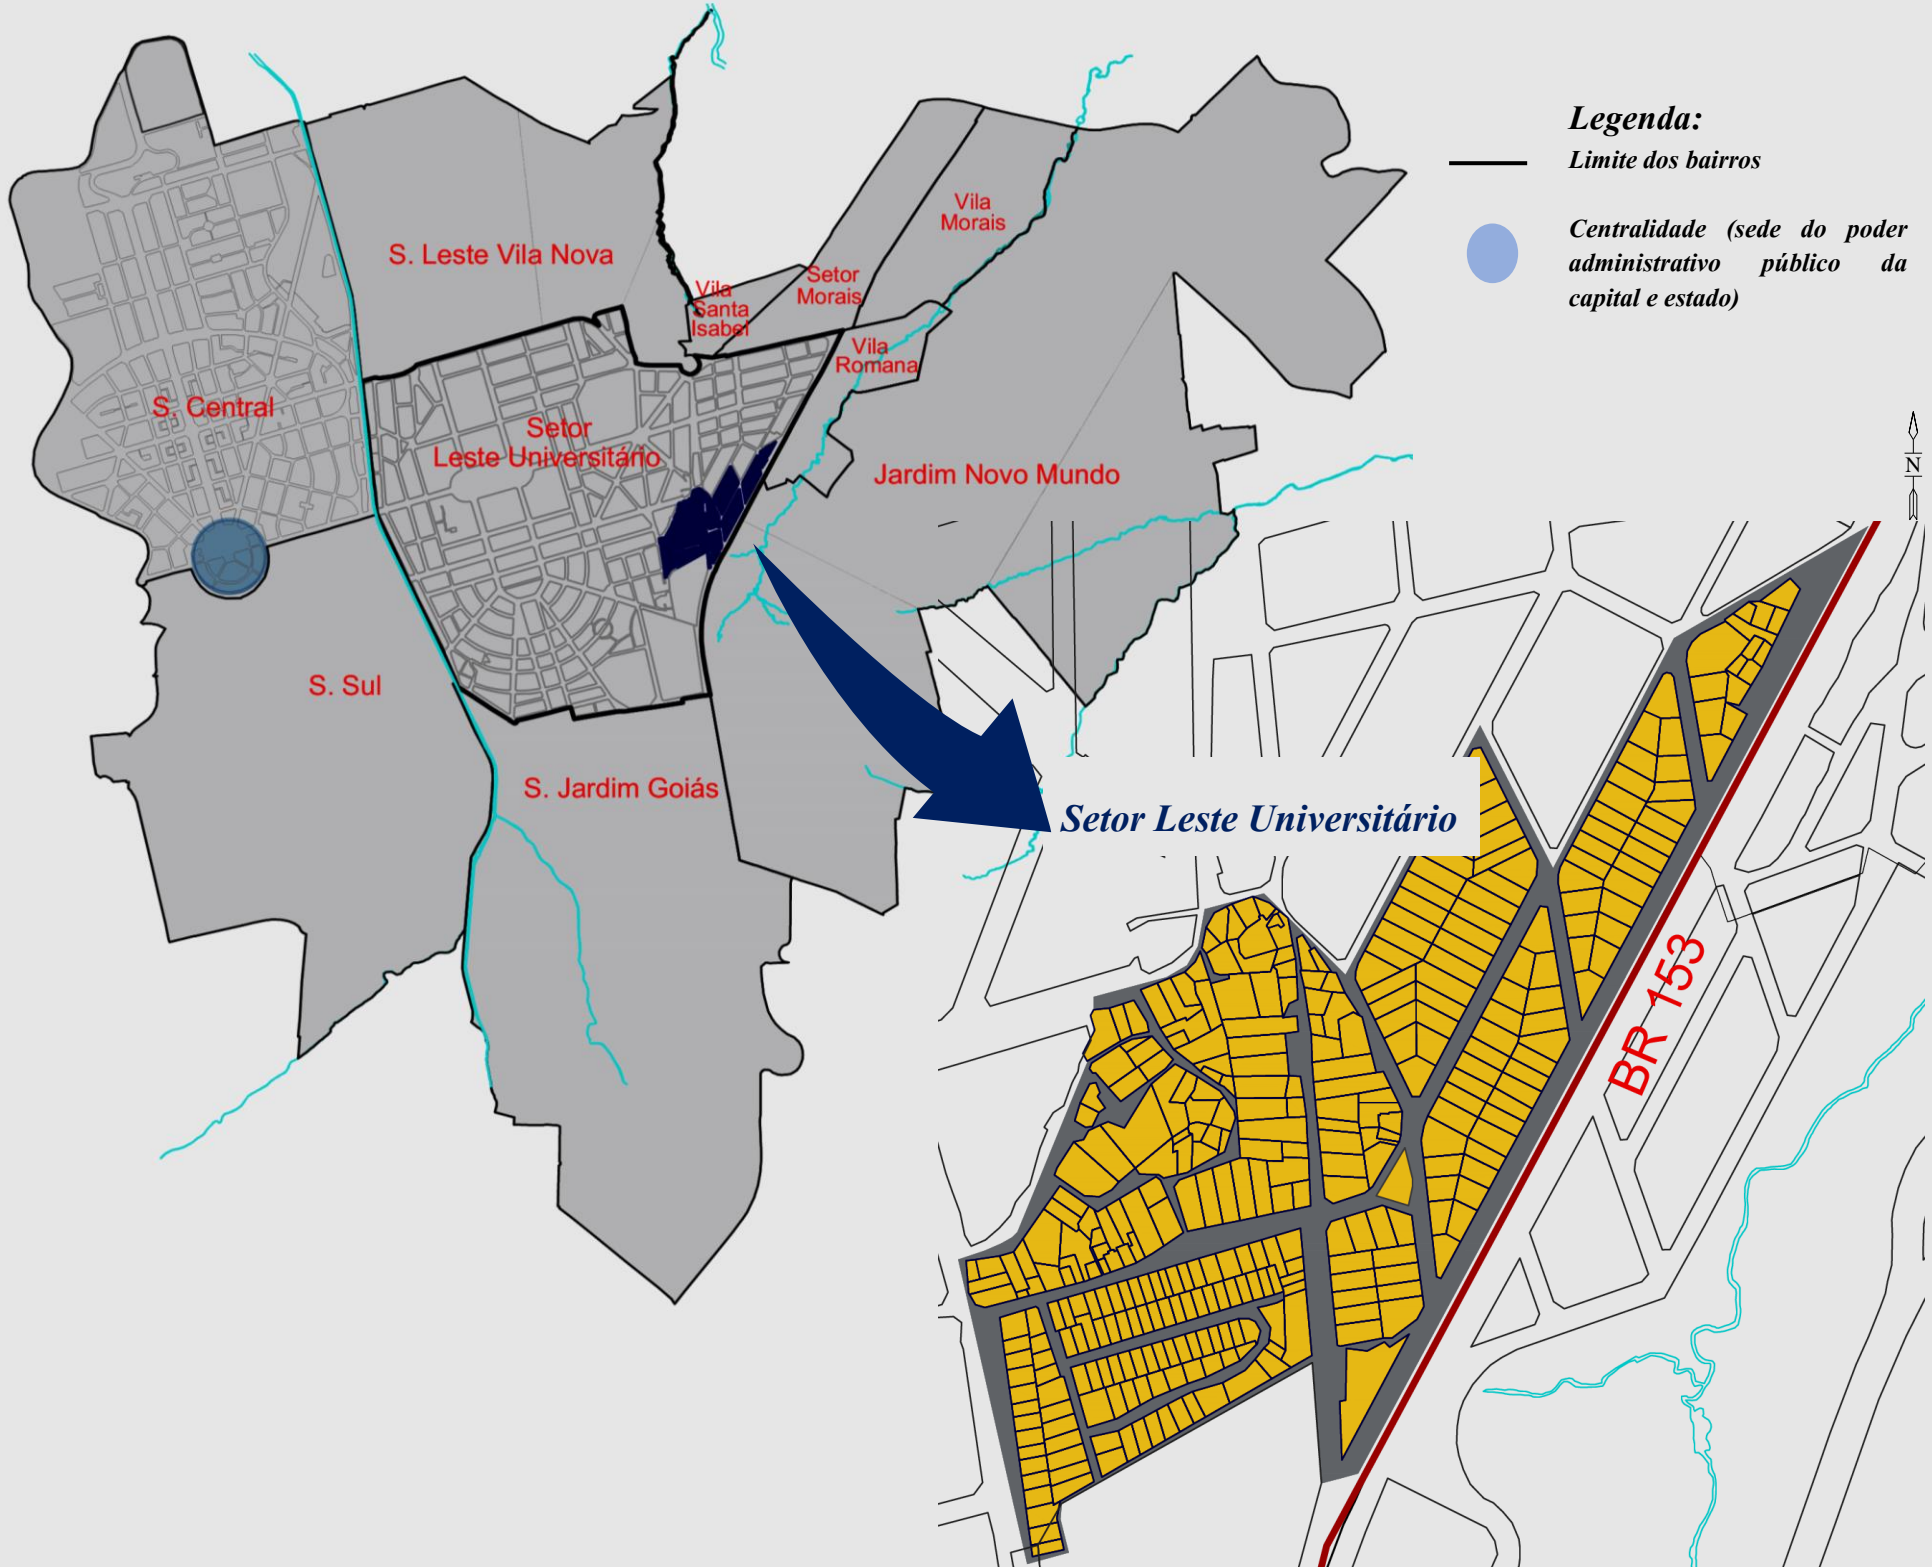 Legenda:
Limite dos bairros
Centralidade (sede do poder
administrativo público da
capital e estado)
N
Vila
Morais
S. Leste Vila Nova
Setor
Morais
Vila
Santa
Isabel
Vila
Romana
S. Central
Setor
Leste Universitário
Jardim Novo Mundo
S. Sul
S. Jardim Goiás
Setor Leste Universitário
BR 153